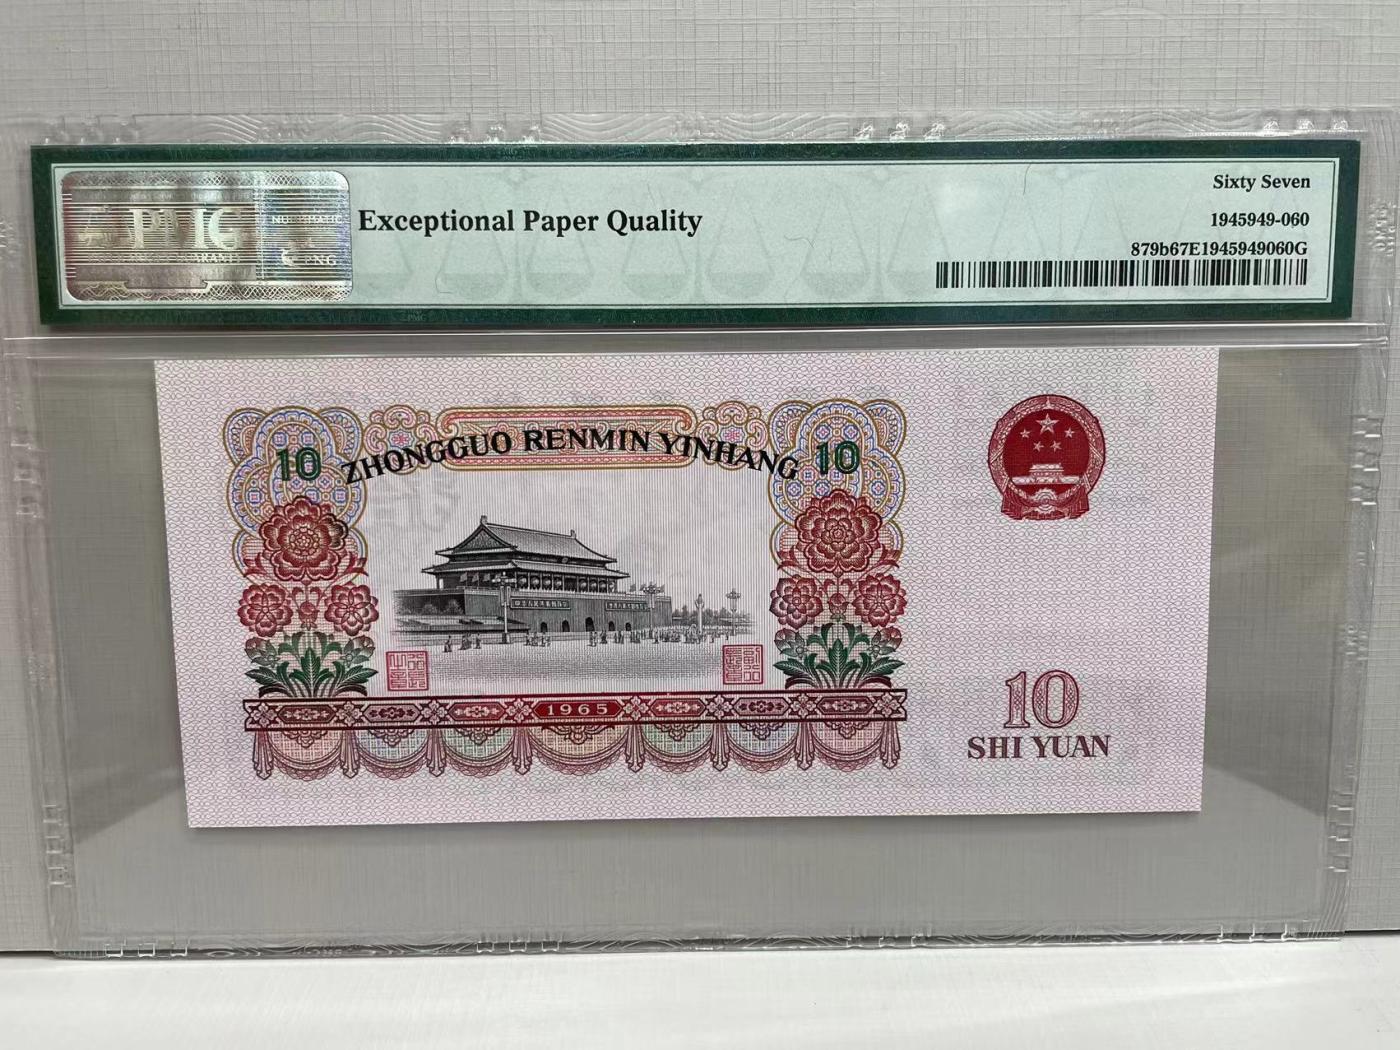 PMG
Exceptional Paper Quality
Sixty Seven
1945949-060
879b67E1945949060G
10 ZHONGGUO RENMIN YINHANG 10
1965
10
SHI YUAN